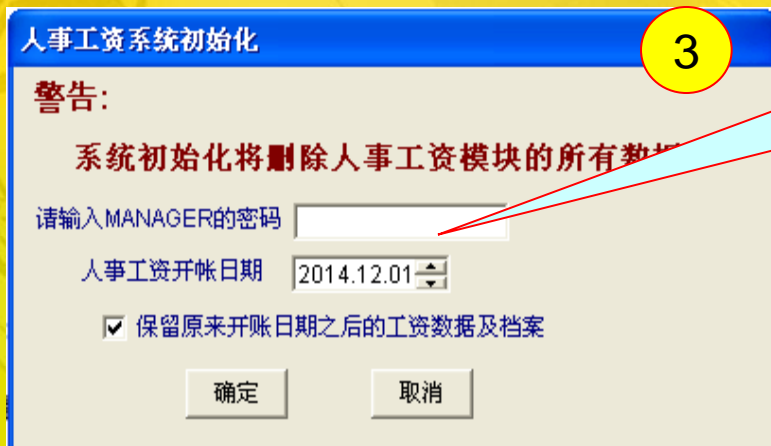 人事工资系统初始化
3
警告:
系统初始化将删除人事工资模块的所有数据
请输入MANAGER的密码
人事工资开帐日期 2014.12.01
保留原来开账日期之后的工资数据及档案
确定 取消